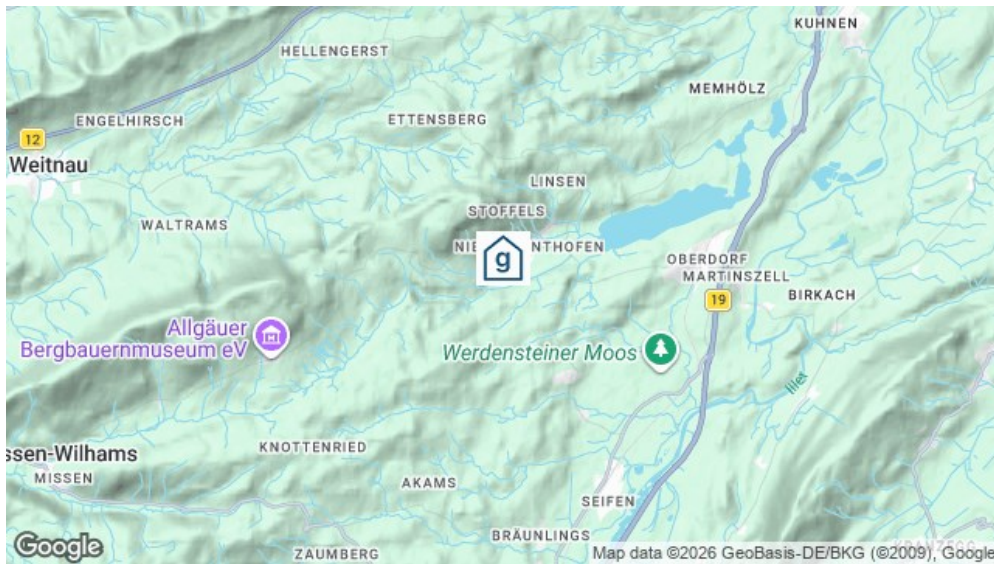 KUHNEN
HELLENGERST
MEMHÖLZ
ENGELHIRSCH
ETTENSBERG
12
Weitnau
LINSEN
STOFFELS
WALTRAMS
NIE
NTHOFEN
g
OBERDORF
MARTINSZELL
19
BIRKACH
Allgäuer
Bergbauernmuseum eV
Werdensteiner Moos
Iller
KNOTTENRIED
ssen-Wilhams
MISSEN
AKAMS
SEIFEN
BRÄUNLINGS
ZAUMBERG
Google
Map data ©2026 GeoBasis-DE/BKG (©2009), Google